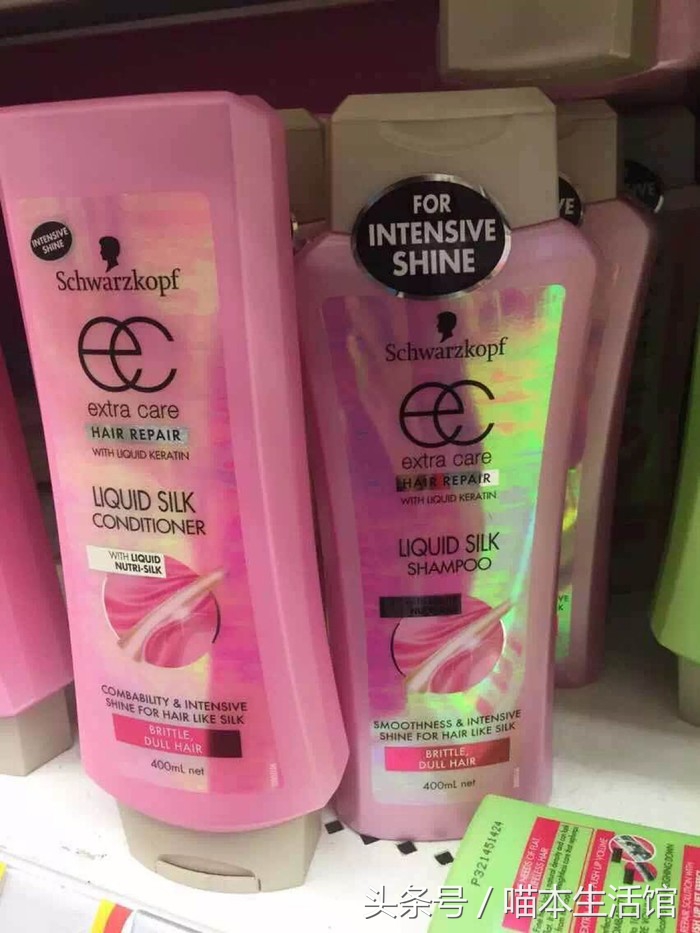 INTENSIVE
SHINE
Schwarzkopf
ec
extra care
HAIR REPAIR
WITH LIQUID KERATIN
LIQUID SILK
CONDITIONER
WITH LIQUID
NUTRI-SILK
COMBABILITY & INTENSIVE
SHINE FOR HAIR LIKE SILK
BRITTLE,
DULL HAIR
400mL net
FOR
INTENSIVE
SHINE
Schwarzkopf
ec
extra care
HAIR REPAIR
WITH LIQUID KERATIN
LIQUID SILK
SHAMPOO
SMOOTHNESS & INTENSIVE
SHINE FOR HAIR LIKE SILK
BRITTLE,
DULL HAIR
400mL net
P321451424
头条号 / 喵本生活馆